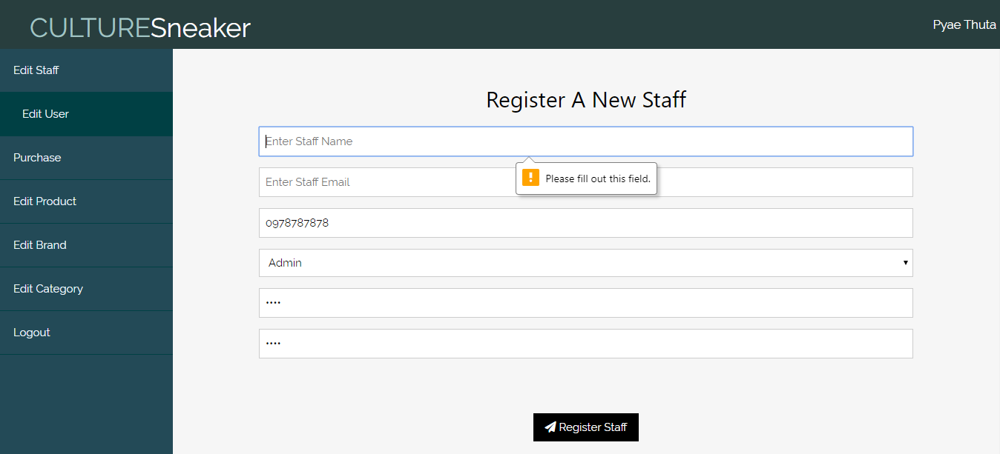 CULTURESneaker
Pyae Thuta
Edit Staff
Edit User
Purchase
Edit Product
Edit Brand
Edit Category
Logout
Register A New Staff
Enter Staff Name
Please fill out this field.
Enter Staff Email
0978787878
Admin
····
····
Register Staff